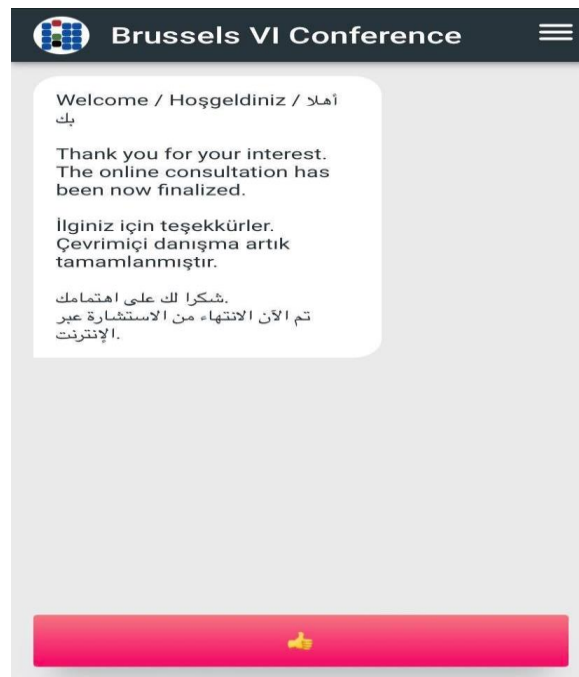 Brussels VI Conference
Welcome / Hoşgeldiniz / أهلا
بك
Thank you for your interest.
The online consultation has
been now finalized.
İlginiz için teşekkürler.
Çevrimiçi danışma artık
tamamlanmıştır.
شكرا لك على اهتمامك.
تم الآن الانتهاء من الاستشارة عبر
الإنترنت.